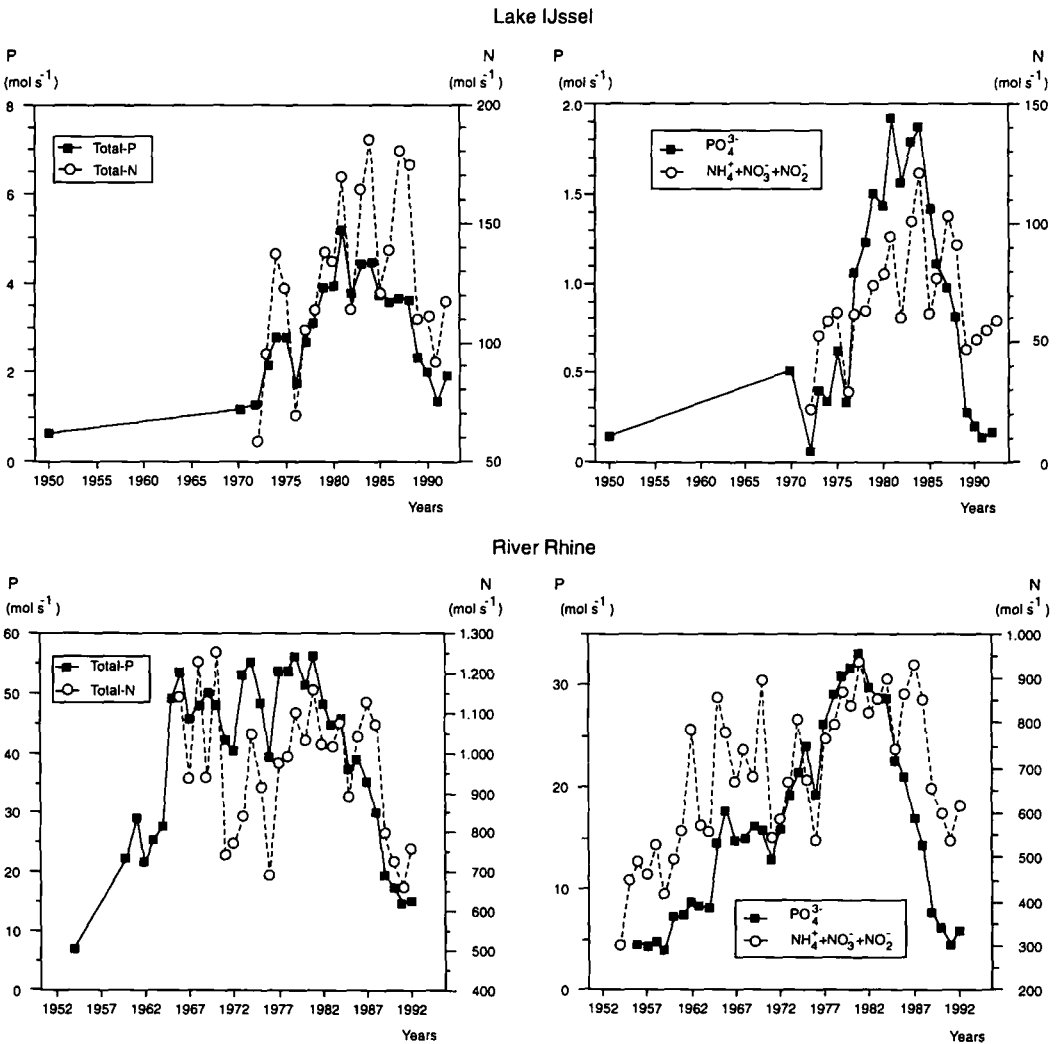 Lake IJssel
P
(mol s⁻¹)
N
(mol s⁻¹)
8
6
4
2
0
200
150
100
50
Total-P
Total-N
1950 1955 1960 1965 1970 1975 1980 1985 1990
Years
P
(mol s⁻¹)
N
(mol s⁻¹)
2.0
1.5
1.0
0.5
0
150
100
50
0
PO₄³⁻
NH₄⁺+NO₃⁻+NO₂⁻
1950 1955 1960 1965 1970 1975 1980 1985 1990
Years
River Rhine
P
(mol s⁻¹)
N
(mol s⁻¹)
60
50
40
30
20
10
0
1.300
1.200
1.100
1.000
900
800
700
600
500
400
Total-P
Total-N
1952 1957 1962 1967 1972 1977 1982 1987 1992
Years
P
(mol s⁻¹)
N
(mol s⁻¹)
30
20
10
0
1.000
900
800
700
600
500
400
300
200
PO₄³⁻
NH₄⁺+NO₃⁻+NO₂⁻
1952 1957 1962 1967 1972 1977 1982 1987 1992
Years